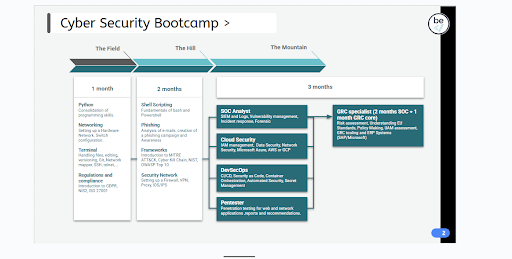 Cyber Security Bootcamp >
be
The Field
The Hill
The Mountain
1 month
2 months
3 months
Python
Consolidation of
programming skills.
Networking
Setting up a Hardware
Network. Switch
configuration.
Terminal
Handling files, editing,
versioning, Git, Network
mapper, SSH, telnet,
Regulations and
compliance
Introduction to GDPR,
NIS2, ISO 27001
Shell Scripting
Fundamentals of Bash and
Powershell
Phishing
Analysis of e-mails, creation of
a phishing campaign and
Awareness
Frameworks
Introduction to MITRE
ATT&CK, Cyber Kill Chain, NIST,
OWASP Top 10
Security Network
Setting up a Firewall, VPN,
Proxy, IDS/IPS
SOC Analyst
SIEM and Logs, Vulnerability management,
Incident response, Forensic
Cloud Security
IAM management, Data Security, Network
Security, Microsoft Azure, AWS or GCP
DevSecOps
CI/CD, Security as Code, Container
Orchestration, Automated Security, Secret
Management
Pentester
Penetration testing for web and network
applications ,reports and recommendations.
GRC specialist (2 months SOC + 1
month GRC core)
Risk assessment, Understanding EU
Standards, Policy Making, IAM assessment,
GRC tooling and ERP Systems
(SAP/Microsoft)
2